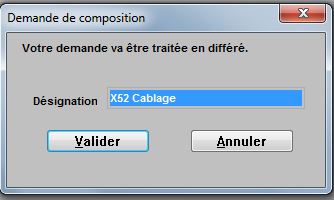 Demande de composition
Votre demande va être traitée en différé.
Désignation X52 Cablage
Valider Annuler